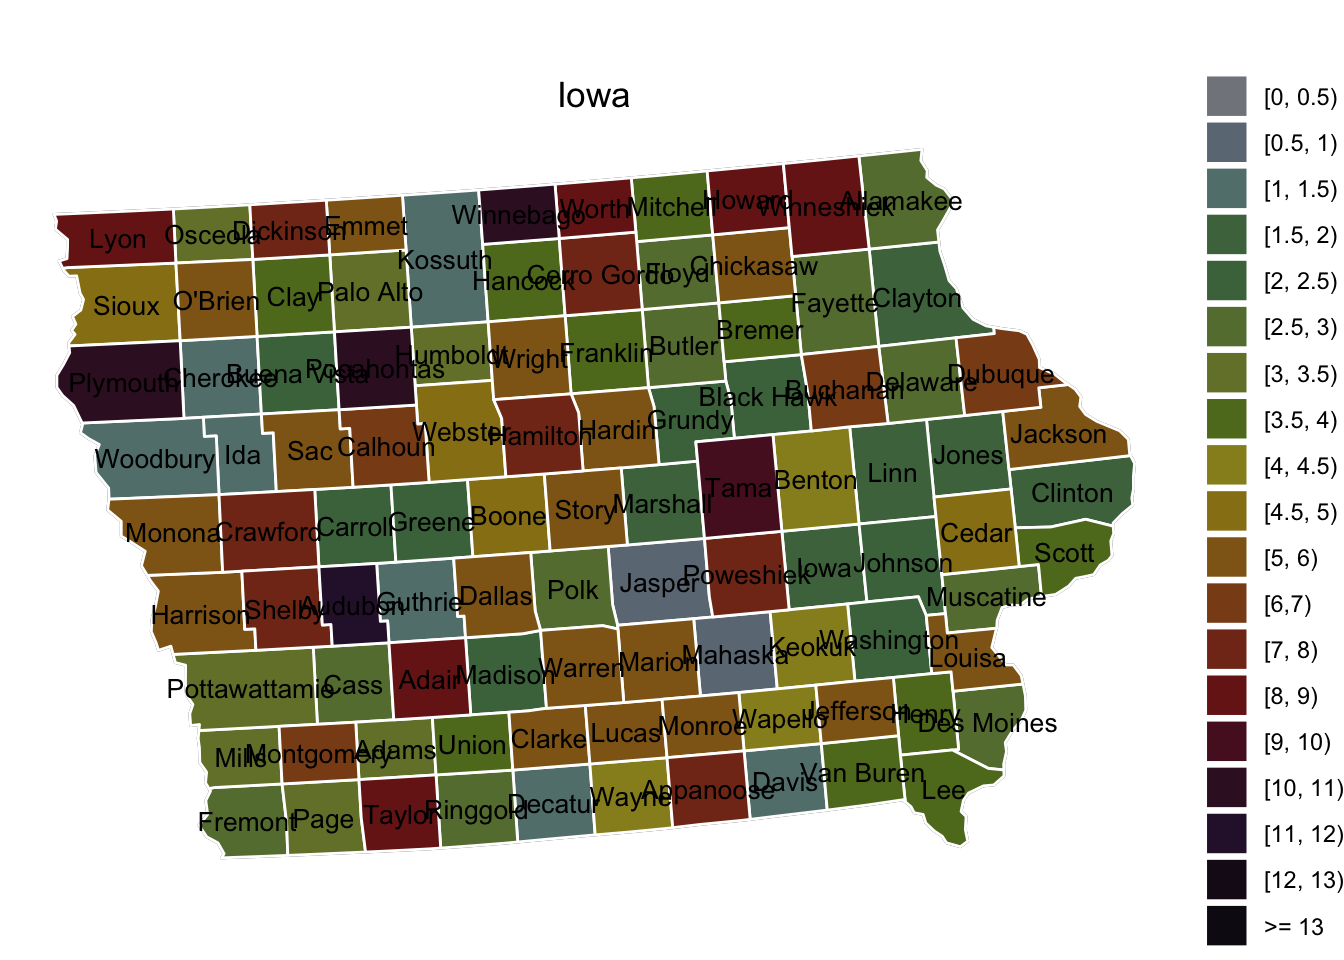 Iowa
Lyon
Osceola
Dickinson
Emmet
Kossuth
Winnebago
Worth
Mitchell
Howard
Winneshiek
Allamakee
Sioux
O'Brien
Clay
Palo Alto
Hancock
Cerro Gordo
Floyd
Chickasaw
Fayette
Clayton
Plymouth
Cherokee
Buena Vista
Pocahontas
Humboldt
Wright
Franklin
Butler
Bremer
Black Hawk
Buchanan
Delaware
Dubuque
Woodbury
Ida
Sac
Calhoun
Webster
Hamilton
Hardin
Grundy
Tama
Benton
Linn
Jones
Jackson
Clinton
Monona
Crawford
Carroll
Greene
Boone
Story
Marshall
Cedar
Scott
Harrison
Shelby
Audubon
Guthrie
Dallas
Polk
Jasper
Poweshiek
Iowa
Johnson
Muscatine
Pottawattamie
Cass
Adair
Madison
Warren
Marion
Mahaska
Keokuk
Washington
Louisa
Mills
Montgomery
Adams
Union
Clarke
Lucas
Monroe
Wapello
Jefferson
Henry
Des Moines
Fremont
Page
Taylor
Ringgold
Decatur
Wayne
Appanoose
Davis
Van Buren
Lee
[0, 0.5)
[0.5, 1)
[1, 1.5)
[1.5, 2)
[2, 2.5)
[2.5, 3)
[3, 3.5)
[3.5, 4)
[4, 4.5)
[4.5, 5)
[5, 6)
[6,7)
[7, 8)
[8, 9)
[9, 10)
[10, 11)
[11, 12)
[12, 13)
>= 13